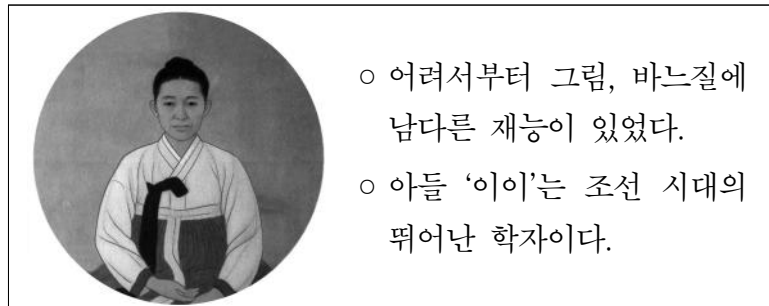 ○ 어려서부터 그림, 바느질에
남다른 재능이 있었다.
○ 아들 ‘이이’는 조선 시대의
뛰어난 학자이다.